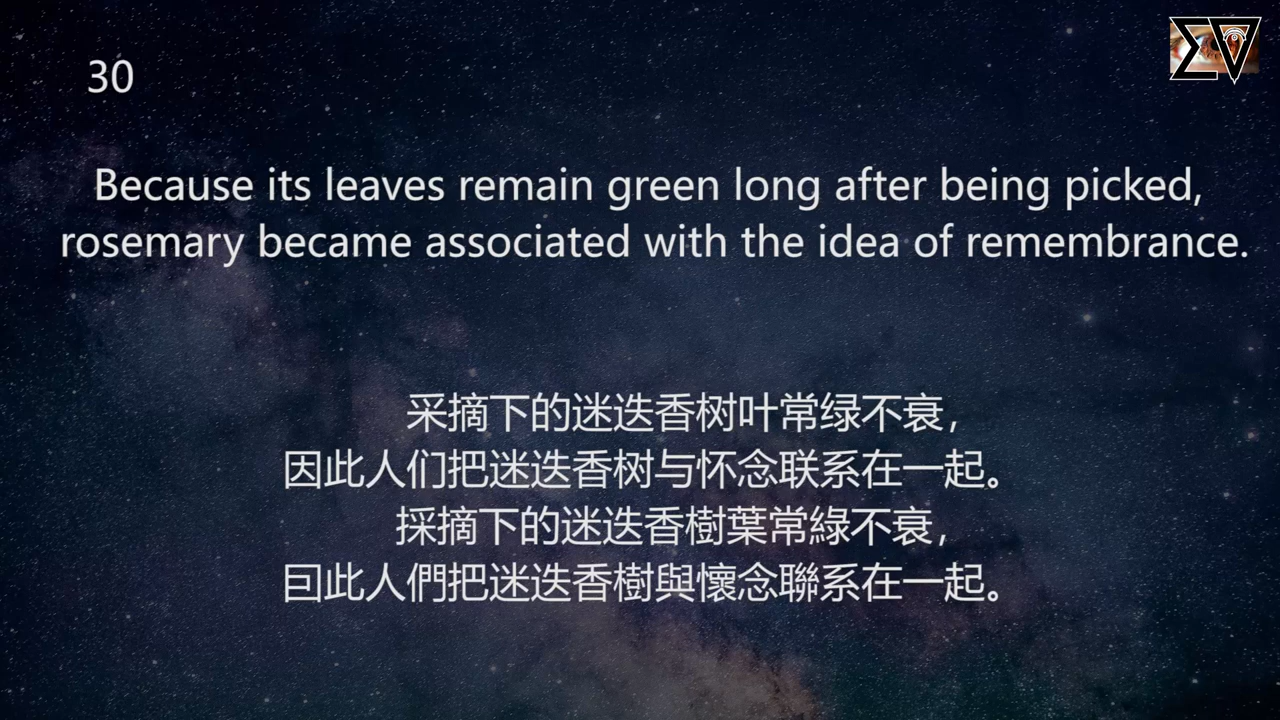 30
Because its leaves remain green long after being picked,
rosemary became associated with the idea of remembrance.
采摘下的迷迭香树叶常绿不衰，
因此人们把迷迭香树与怀念联系在一起。
採摘下的迷迭香樹葉常綠不衰，
囙此人們把迷迭香樹與懷念聯系在一起。